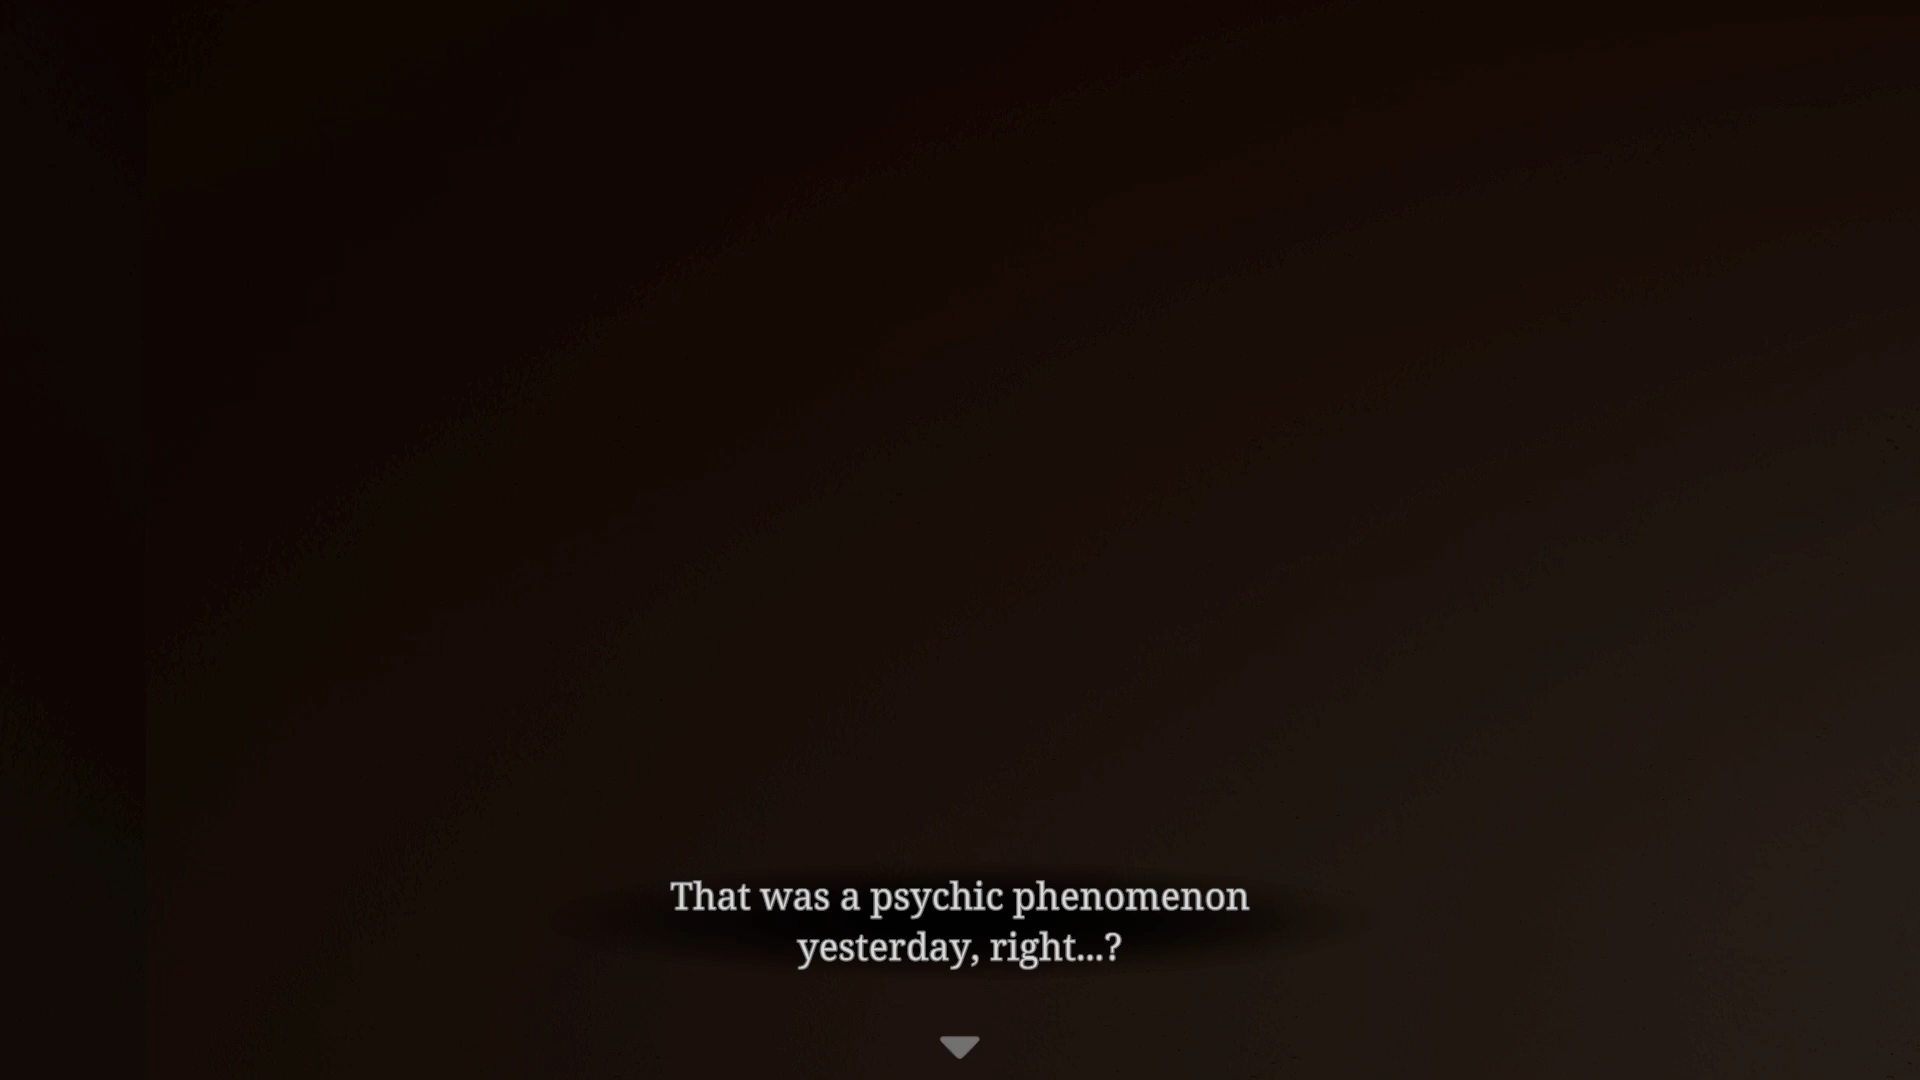 That was a psychic phenomenon
yesterday, right...?